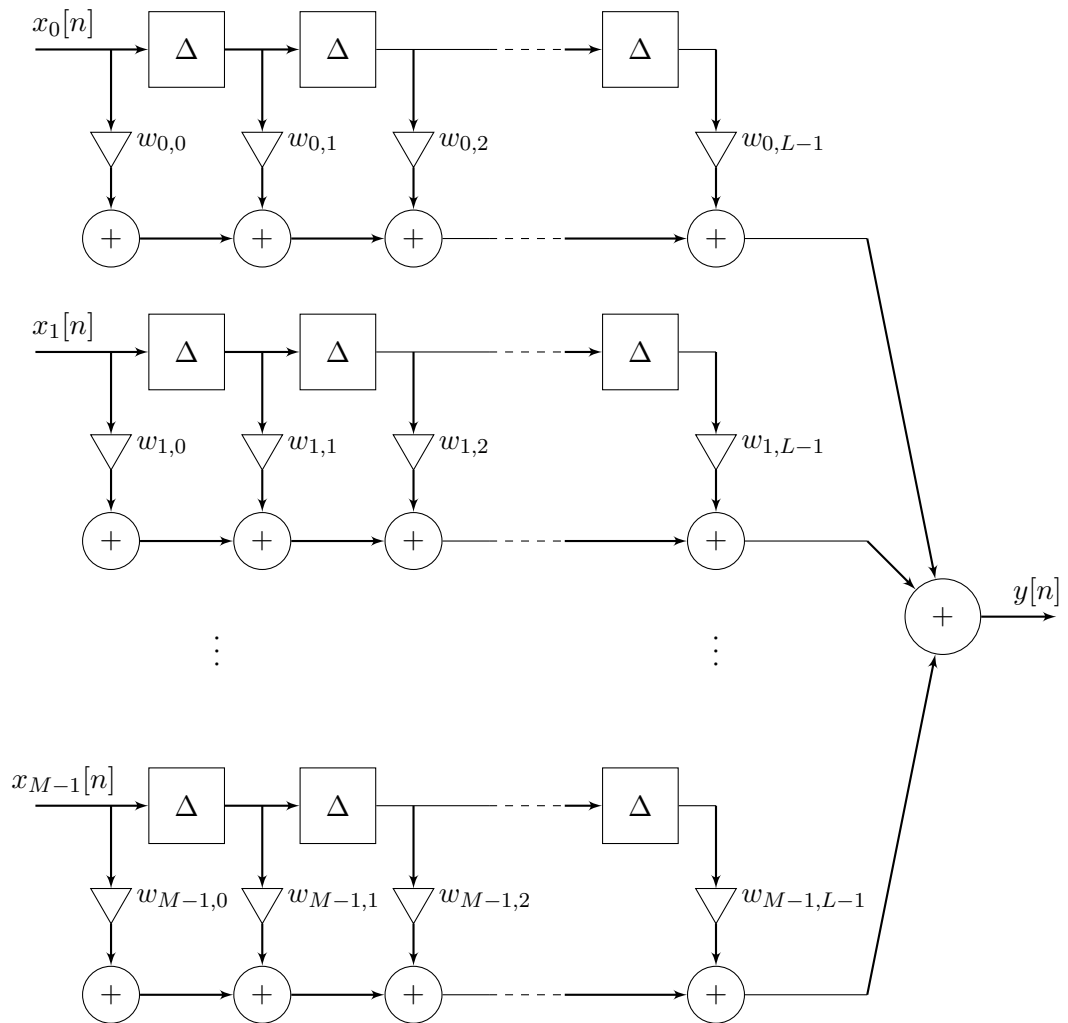 x_0[n]
Δ Δ Δ
w_{0,0} w_{0,1} w_{0,2} w_{0,L−1}
+ + + +
x_1[n]
Δ Δ Δ
w_{1,0} w_{1,1} w_{1,2} w_{1,L−1}
+ + + +
+ y[n]
⋮ ⋮
x_{M−1}[n]
Δ Δ Δ
w_{M−1,0} w_{M−1,1} w_{M−1,2} w_{M−1,L−1}
+ + + +